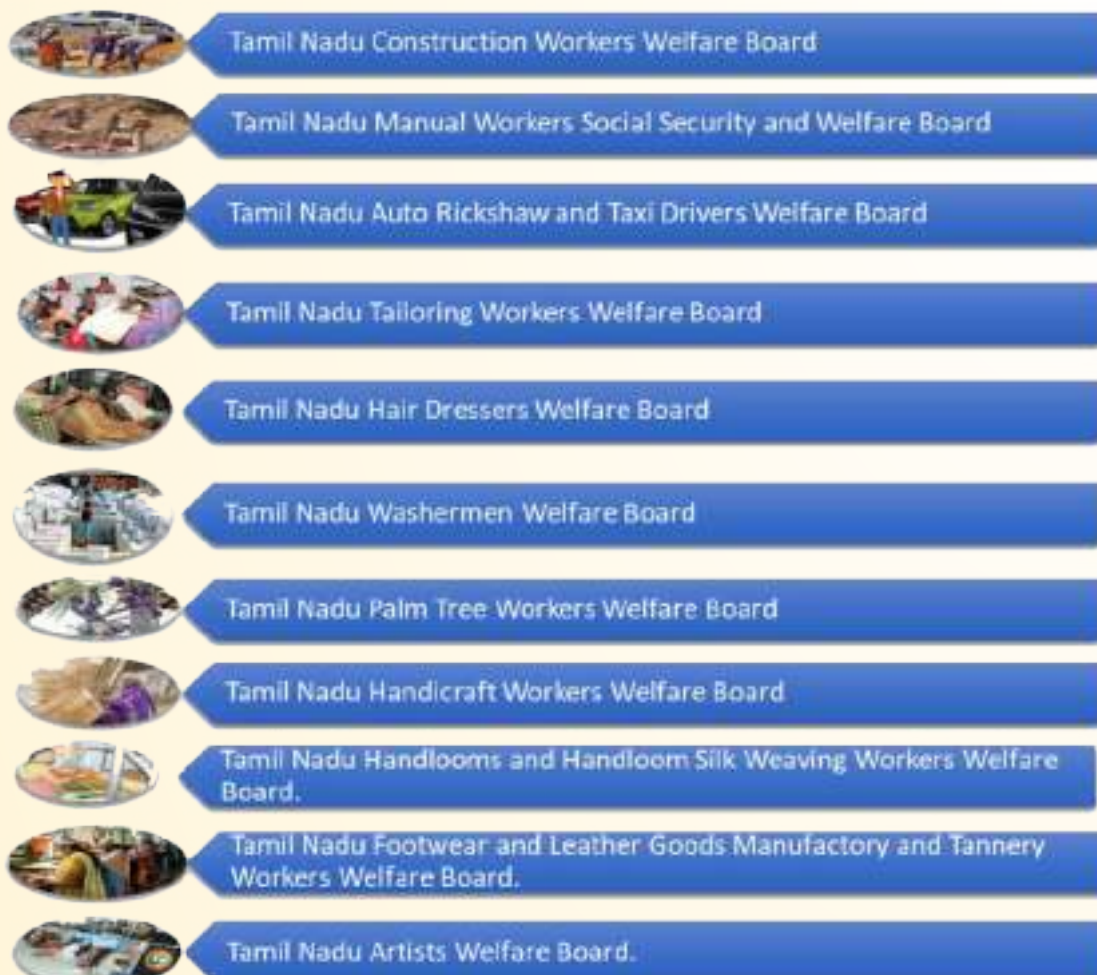 Tamil Nadu Construction Workers Welfare Board
Tamil Nadu Manual Workers Social Security and Welfare Board
Tamil Nadu Auto Rickshaw and Taxi Drivers Welfare Board
Tamil Nadu Tailoring Workers Welfare Board
Tamil Nadu Hair Dressers Welfare Board
Tamil Nadu Washermen Welfare Board
Tamil Nadu Palm Tree Workers Welfare Board
Tamil Nadu Handicraft Workers Welfare Board
Tamil Nadu Handlooms and Handloom Silk Weaving Workers Welfare
Board.
Tamil Nadu Footwear and Leather Goods Manufactory and Tannery
Workers Welfare Board.
Tamil Nadu Artists Welfare Board.